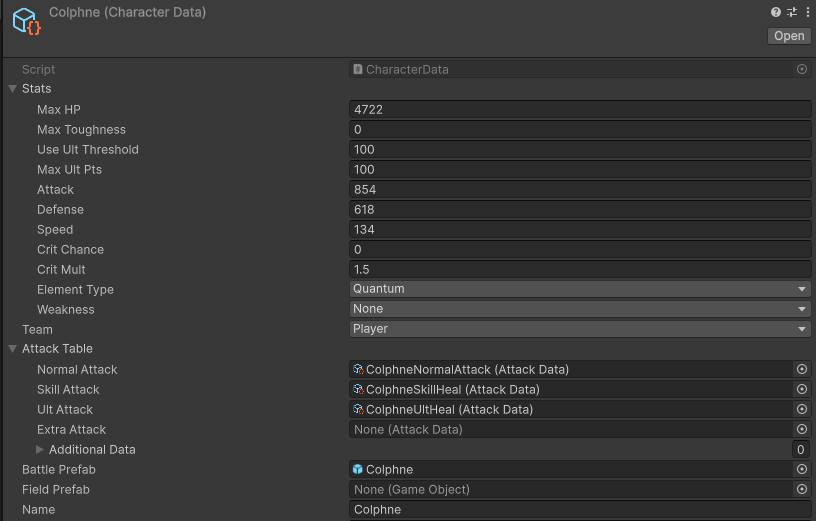 Colphne (Character Data)
Open
Script CharacterData
Stats
Max HP 4722
Max Toughness 0
Use Ult Threshold 100
Max Ult Pts 100
Attack 854
Defense 618
Speed 134
Crit Chance 0
Crit Mult 1.5
Element Type Quantum
Weakness None
Team Player
Attack Table
Normal Attack ColphneNormalAttack (Attack Data)
Skill Attack ColphneSkillHeal (Attack Data)
Ult Attack ColphneUltHeal (Attack Data)
Extra Attack None (Attack Data)
Additional Data 0
Battle Prefab Colphne
Field Prefab None (Game Object)
Name Colphne